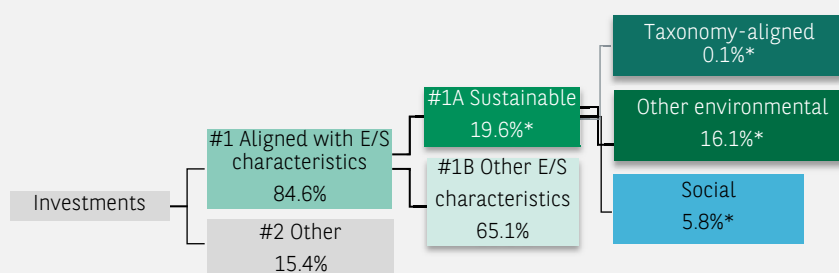 Investments
#1 Aligned with E/S
characteristics
84.6%
#2 Other
15.4%
#1A Sustainable
19.6%*
#1B Other E/S
characteristics
65.1%
Taxonomy-aligned
0.1%*
Other environmental
16.1%*
Social
5.8%*